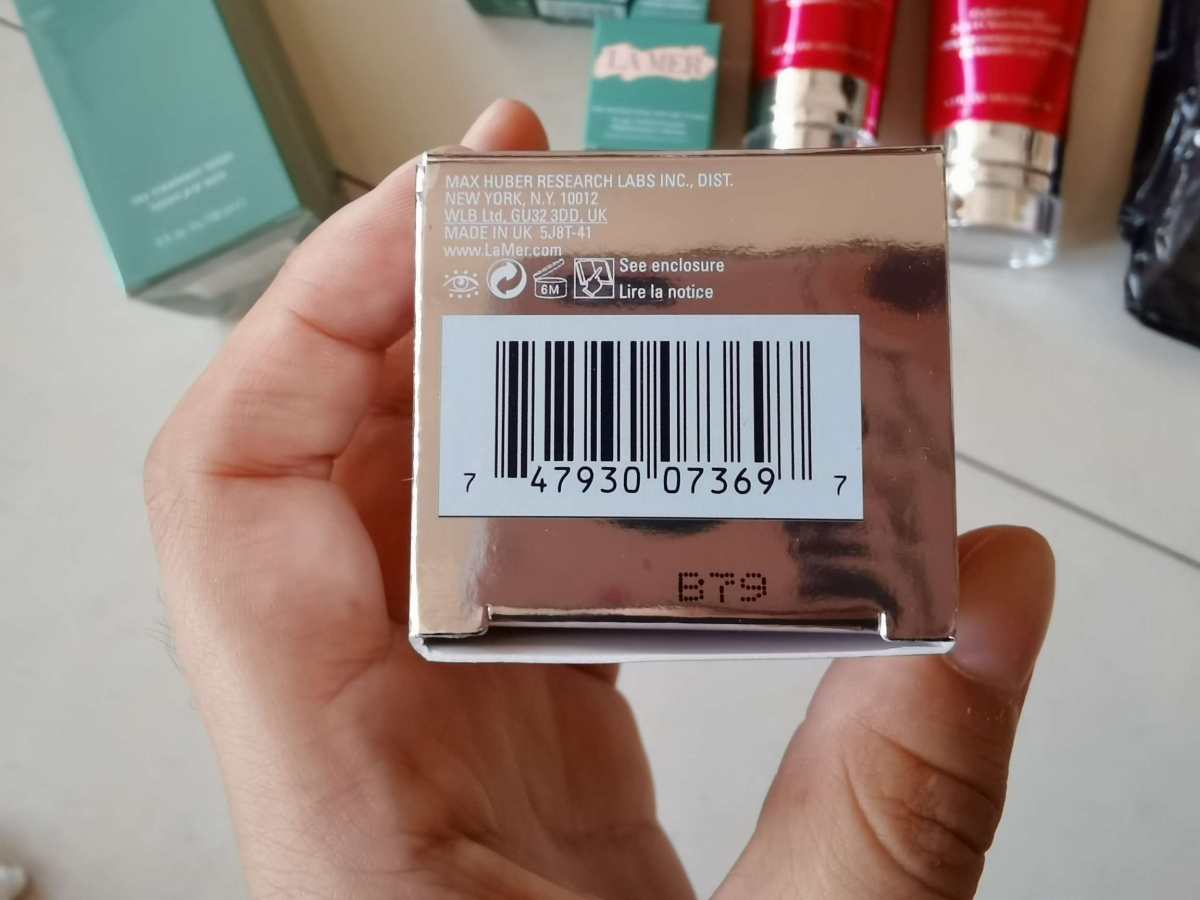 LA MER
MAX HUBER RESEARCH LABS INC., DIST.
NEW YORK, N.Y. 10012
WLB Ltd, GU32 3DD, UK
MADE IN UK 5J8T-41
www.LaMer.com
6M
See enclosure
Lire la notice
7 47930 07369 7
B79